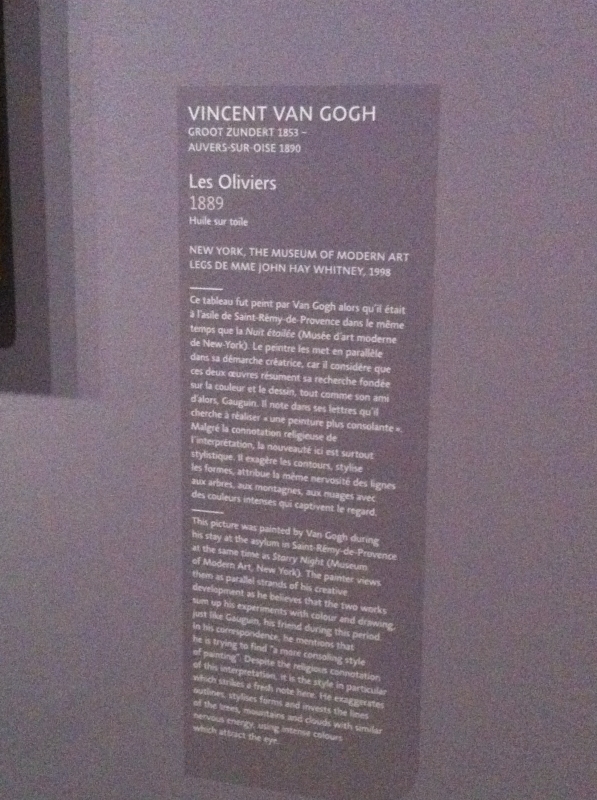 VINCENT VAN GOGH
GROOT ZUNDERT 1853 –
AUVERS-SUR-OISE 1890
Les Oliviers
1889
Huile sur toile
NEW YORK, THE MUSEUM OF MODERN ART
LEGS DE MME JOHN HAY WHITNEY, 1998
Ce tableau fut peint par Van Gogh alors qu'il était
à l'asile de Saint-Rémy-de-Provence dans le même
temps que la Nuit étoilée (Musée d'art moderne
de New-York). Le peintre les met en parallèle
dans sa démarche créatrice, car il considère que
ces deux œuvres résument sa recherche fondée
sur la couleur et le dessin, tout comme son ami
d'alors, Gauguin. Il note dans ses lettres qu'il
cherche à réaliser « une peinture plus consolante ».
Malgré la connotation religieuse de
l'interprétation, la nouveauté ici est surtout
stylistique. Il exagère les contours, stylise
les formes, attribue la même nervosité des lignes
aux arbres, aux montagnes, aux nuages avec
des couleurs intenses qui captivent le regard.
This picture was painted by Van Gogh during
his stay at the asylum in Saint-Rémy-de-Provence
at the same time as Starry Night (Museum
of Modern Art, New York). The painter views
them as parallel strands of his creative
development as he believes that the two works
sum up his experiments with colour and drawing,
just like Gauguin, his friend during this period.
In his correspondence, he mentions that
he is trying to find "a more consoling style
of painting". Despite the religious connotation
of this interpretation, it is the style in particular
which strikes a fresh note here. He exaggerates
outlines, stylises forms and invests the lines
of the trees, mountains and clouds with similar
nervous energy, using intense colours
which attract the eye.